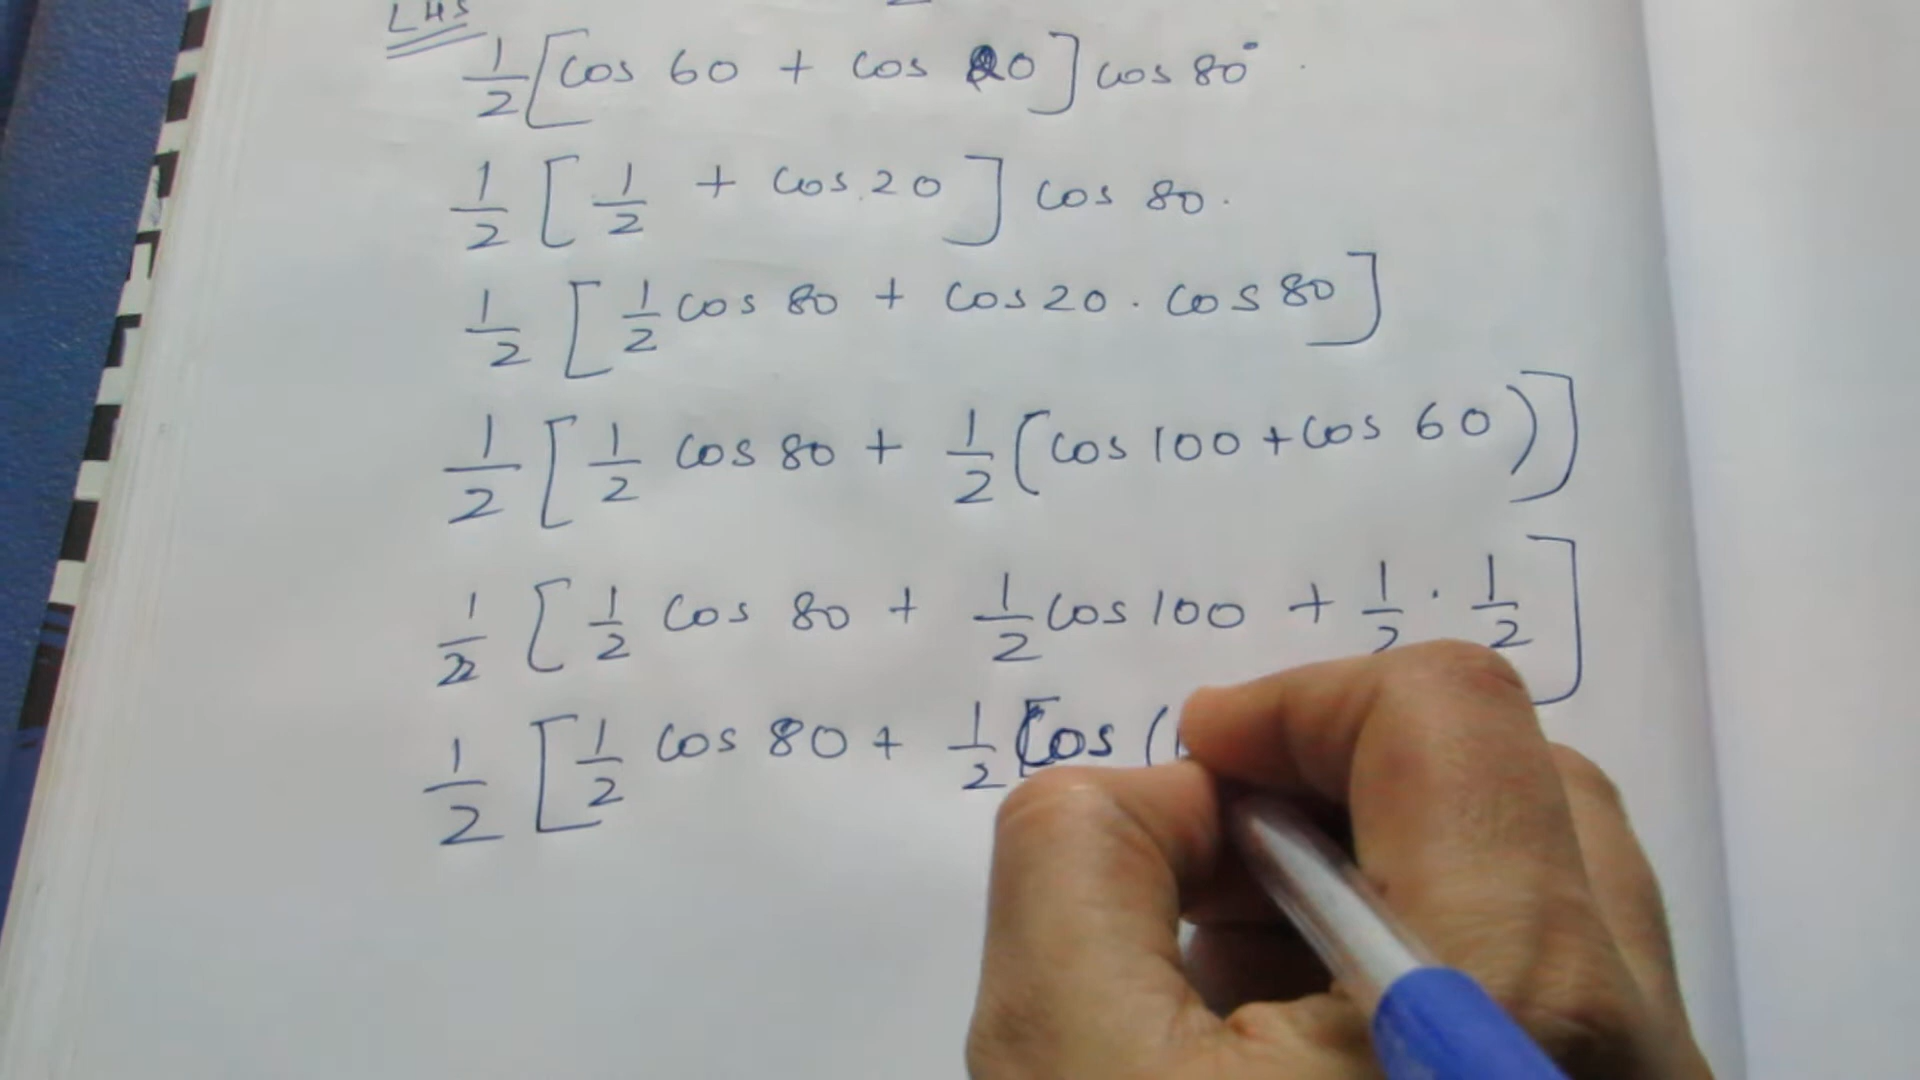 LHS
1/2 [cos 60 + cos 20] cos 80°
1/2 [1/2 + cos 20] cos 80.
1/2 [1/2 cos 80 + cos 20 . cos 80]
1/2 [1/2 cos 80 + 1/2 (cos 100 + cos 60)]
1/2 [1/2 cos 80 + 1/2 cos 100 + 1/2 . 1/2]
1/2 [1/2 cos 80 + 1/2 cos (